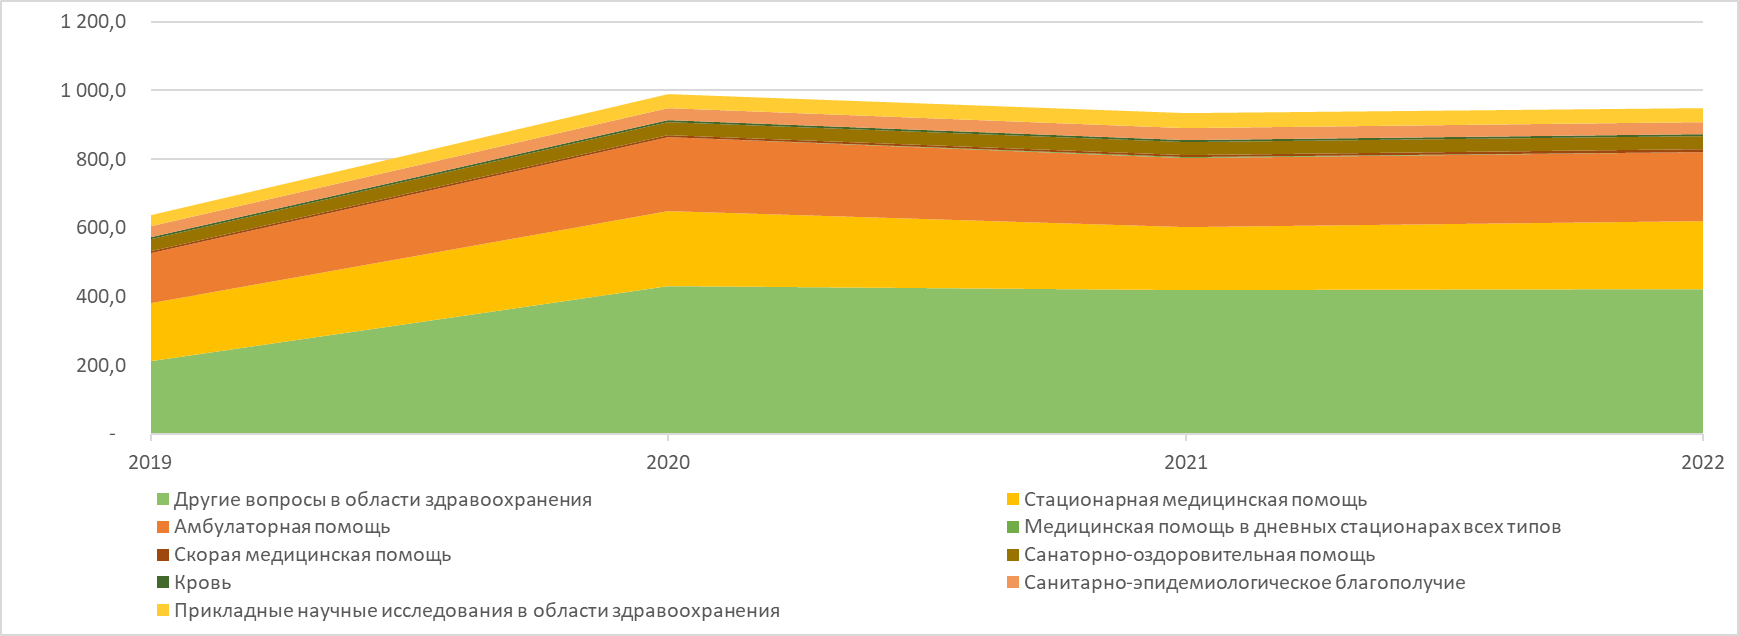 1 200,0
1 000,0
800,0
600,0
400,0
200,0
-
2019 2020 2021 2022
Другие вопросы в области здравоохранения Стационарная медицинская помощь
Амбулаторная помощь Медицинская помощь в дневных стационарах всех типов
Скорая медицинская помощь Санаторно-оздоровительная помощь
Кровь Санитарно-эпидемиологическое благополучие
Прикладные научные исследования в области здравоохранения